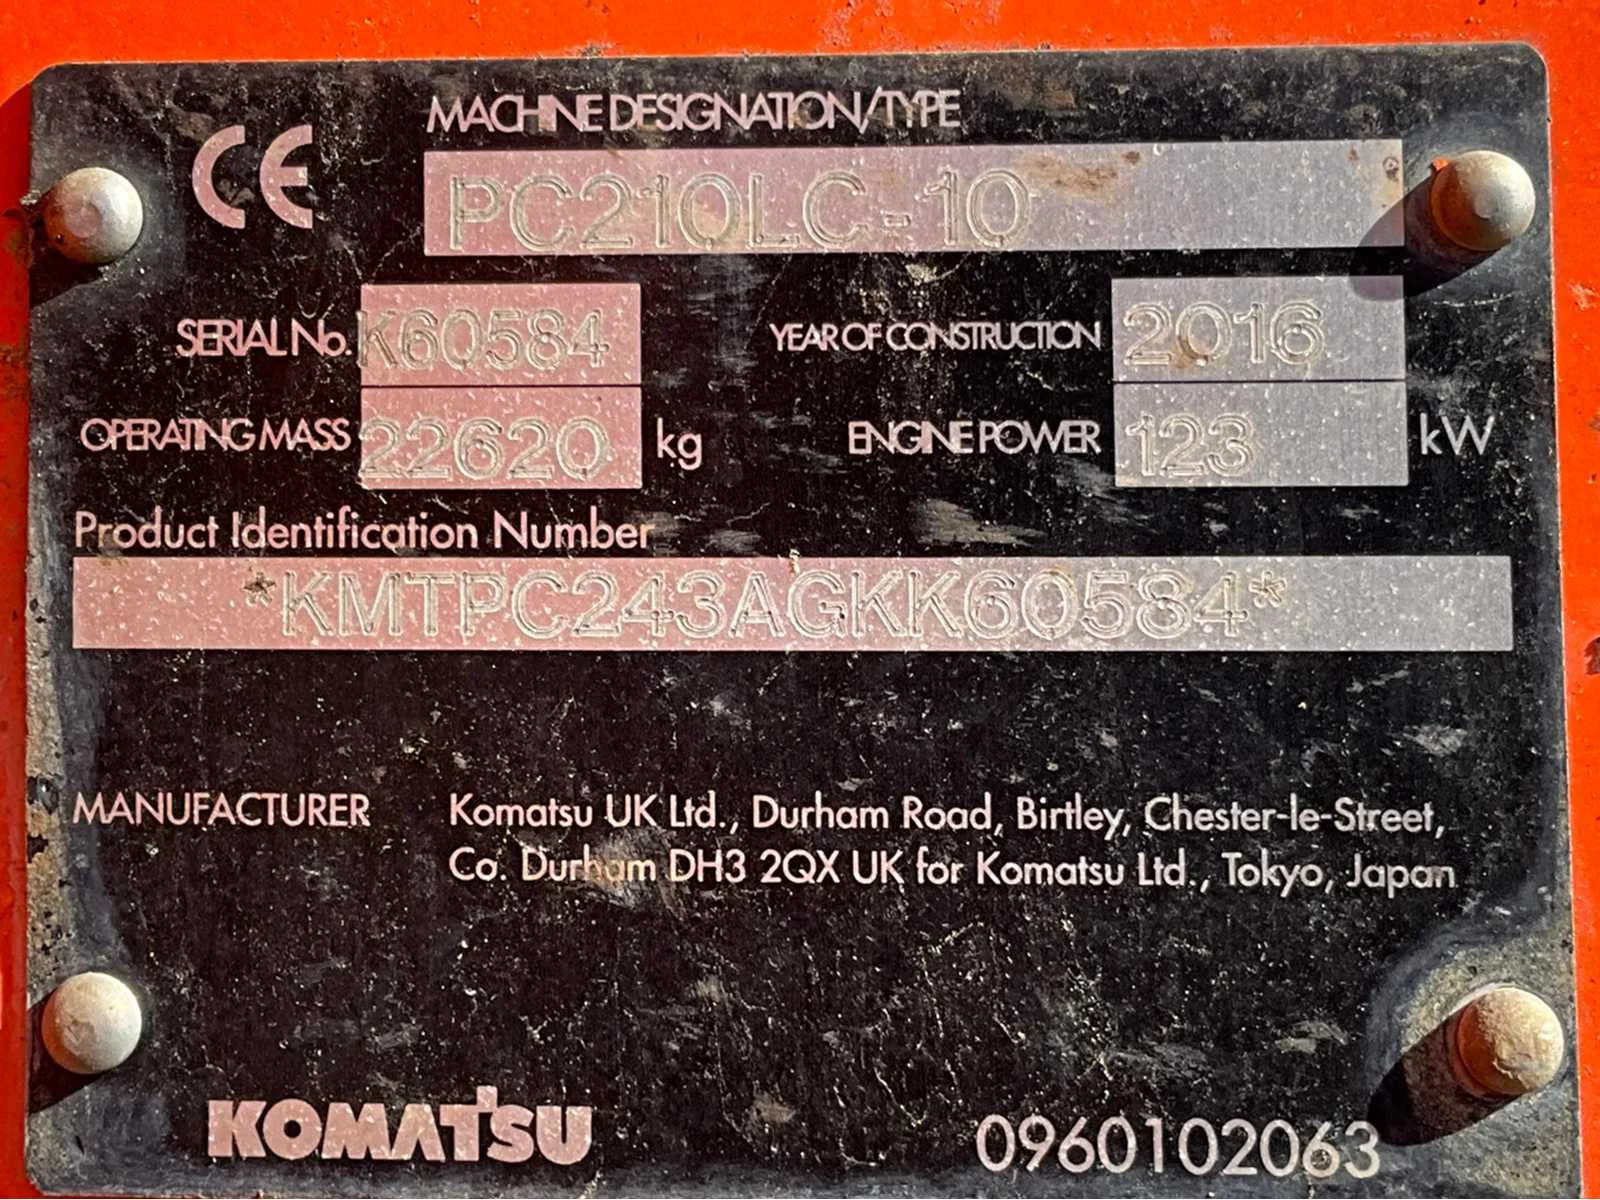 CE
MACHINE DESIGNATION/TYPE
PC210LC-10
SERIAL No. K60584 YEAR OF CONSTRUCTION 2016
OPERATING MASS 22620 kg ENGINE POWER 123 kW
Product Identification Number
*KMTPC243AGKK60584*
MANUFACTURER Komatsu UK Ltd., Durham Road, Birtley, Chester-le-Street,
Co. Durham DH3 2QX UK for Komatsu Ltd., Tokyo, Japan
KOMATSU 0960102063